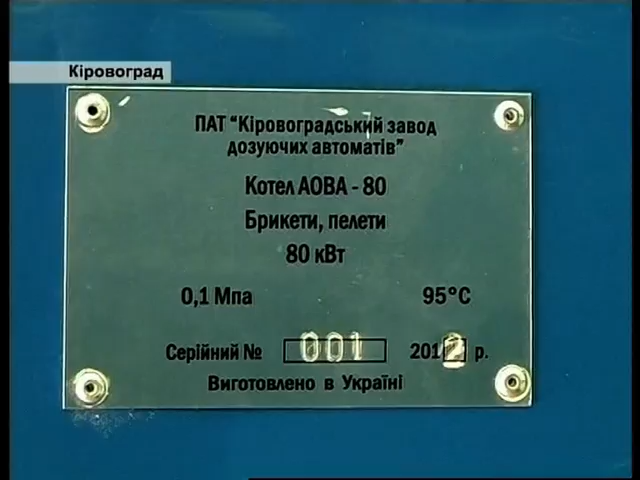 Кіровоград
ПАТ “Кіровоградський завод
дозуючих автоматів”
Котел АОВА - 80
Брикети, пелети
80 кВт
0,1 Мпа 95°С
Серійний № 001 2012 р.
Виготовлено в Україні